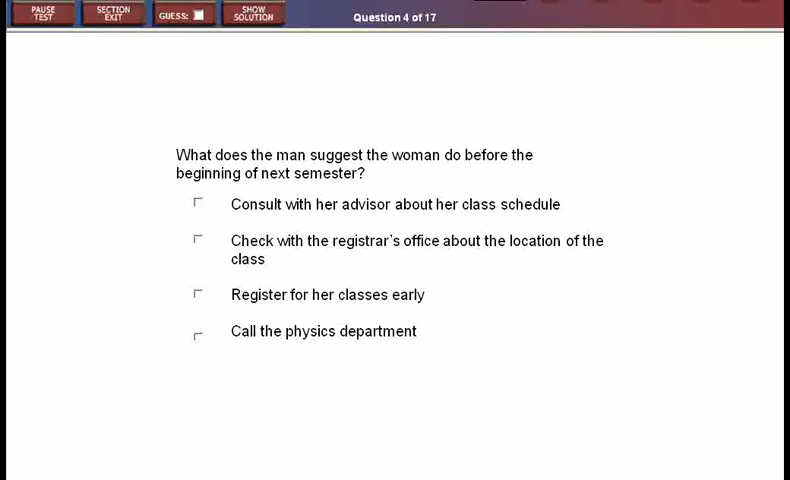 PAUSE
TEST
SECTION
EXIT
GUESS:
SHOW
SOLUTION
Question 4 of 17
What does the man suggest the woman do before the
beginning of next semester?
Consult with her advisor about her class schedule
Check with the registrar's office about the location of the
class
Register for her classes early
Call the physics department